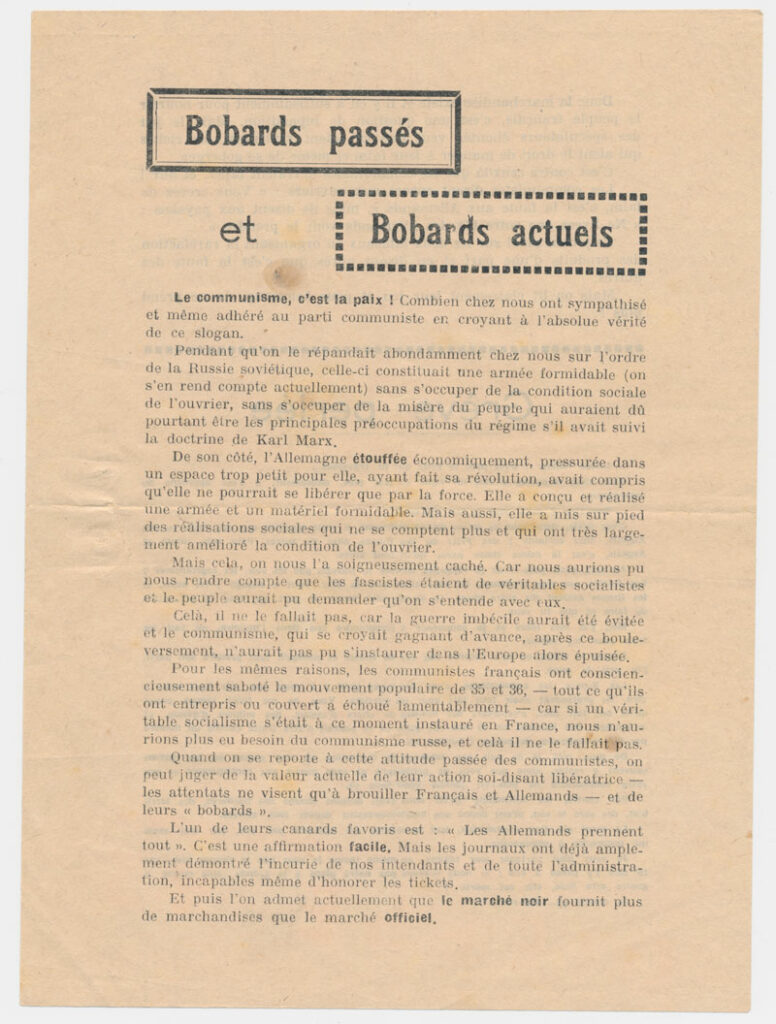 Bobards passés
et Bobards actuels
Le communisme, c'est la paix ! Combien chez nous ont sympathisé
et même adhéré au parti communiste en croyant à l'absolue vérité
de ce slogan.
Pendant qu'on le répandait abondamment chez nous sur l'ordre
de la Russie soviétique, celle-ci constituait une armée formidable (on
s'en rend compte actuellement) sans s'occuper de la condition sociale
de l'ouvrier, sans s'occuper de la misère du peuple qui auraient dû
pourtant être les principales préoccupations du régime s'il avait suivi
la doctrine de Karl Marx.
De son côté, l'Allemagne étouffée économiquement, pressurée dans
un espace trop petit pour elle, ayant fait sa révolution, avait compris
qu'elle ne pourrait se libérer que par la force. Elle a conçu et réalisé
une armée et un matériel formidable. Mais aussi, elle a mis sur pied
des réalisations sociales qui ne se comptent plus et qui ont très large-
ment amélioré la condition de l'ouvrier.
Mais cela, on nous l'a soigneusement caché. Car nous aurions pu
nous rendre compte que les fascistes étaient de véritables socialistes
et le peuple aurait pu demander qu'on s'entende avec eux.
Celà, il ne le fallait pas, car la guerre imbécile aurait été évitée
et le communisme, qui se croyait gagnant d'avance, après ce boule-
versement, n'aurait pas pu s'instaurer dans l'Europe alors épuisée.
Pour les mêmes raisons, les communistes français ont conscien-
cieusement saboté le mouvement populaire de 35 et 36, — tout ce qu'ils
ont entrepris ou couvert a échoué lamentablement — car si un véri-
table socialisme s'était à ce moment instauré en France, nous n'au-
rions plus eu besoin du communisme russe, et celà il ne le fallait pas.
Quand on se reporte à cette attitude passée des communistes, on
peut juger de la valeur actuelle de leur action soi-disant libératrice —
les attentats ne visent qu'à brouiller Français et Allemands — et de
leurs « bobards ».
L'un de leurs canards favoris est : « Les Allemands prennent
tout ». C'est une affirmation facile. Mais les journaux ont déjà ample-
ment démontré l'incurie de nos intendants et de toute l'administra-
tion, incapables même d'honorer les tickets.
Et puis l'on admet actuellement que le marché noir fournit plus
de marchandises que le marché officiel.